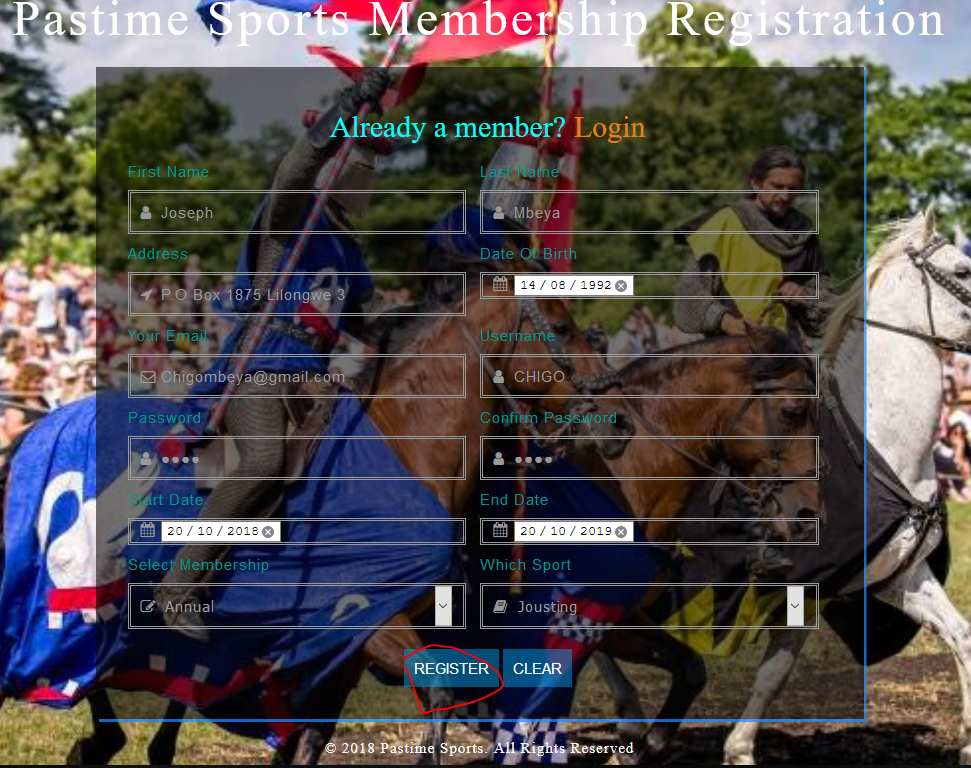 Pastime Sports Membership Registration
Already a member? Login
First Name
Last Name
Joseph
Mbeya
Address
Date Of Birth
P.O Box 1875 Lilongwe 3
14 / 08 / 1992
Your Email
Username
Chigombeya@gmail.com
CHIGO
Password
Confirm Password
••••
••••
Start Date
End Date
20 / 10 / 2018
20 / 10 / 2019
Select Membership
Which Sport
Annual
Jousting
REGISTER CLEAR
© 2018 Pastime Sports. All Rights Reserved